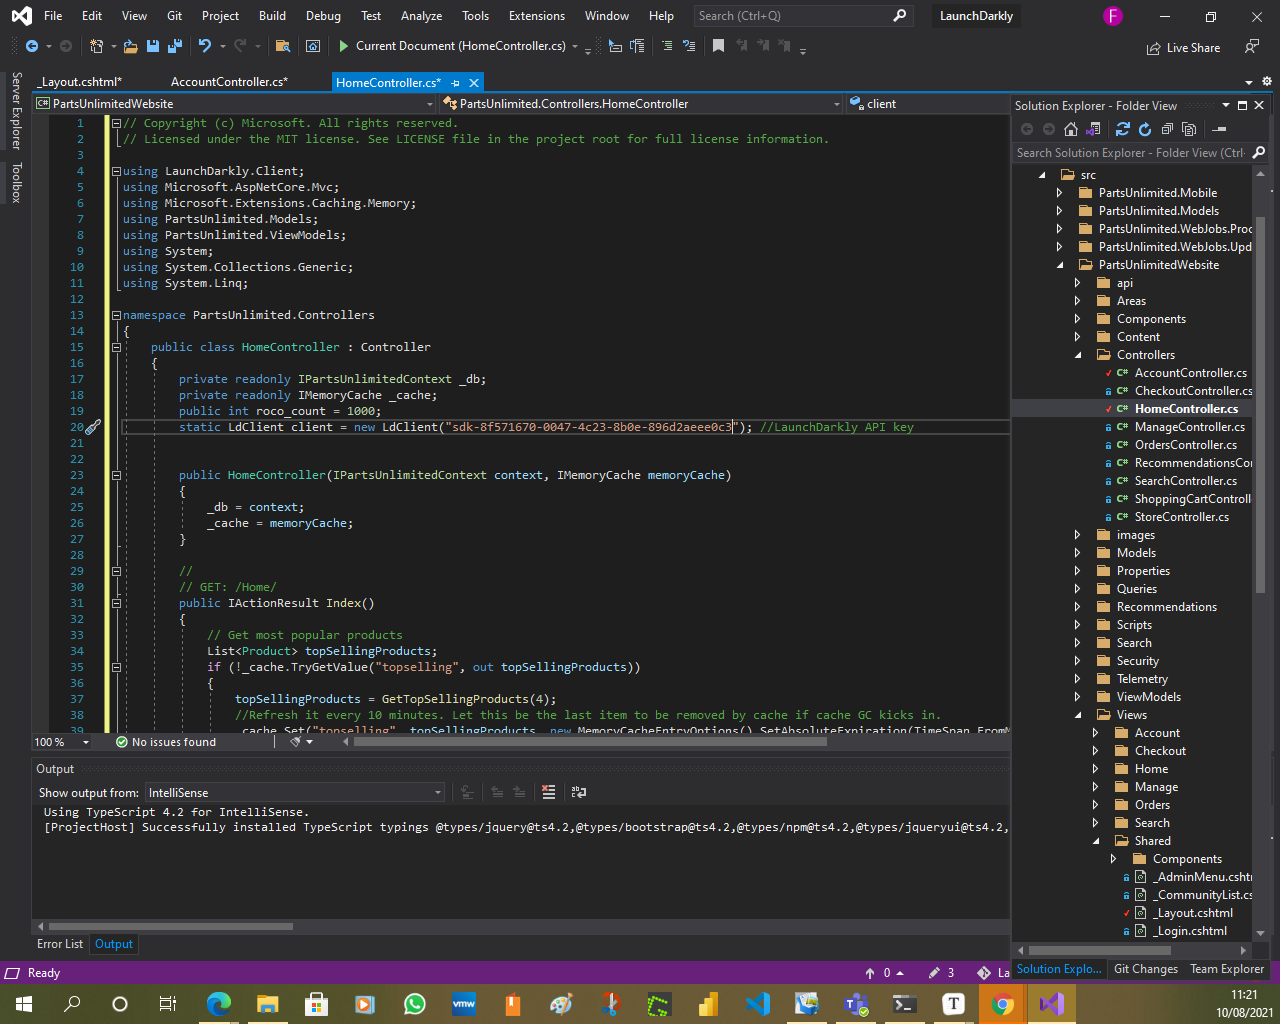 File Edit View Git Project Build Debug Test Analyze Tools Extensions Window Help Search (Ctrl+Q) LaunchDarkly F
Current Document (HomeController.cs) Live Share
_Layout.cshtml* AccountController.cs* HomeController.cs*
Server Explorer
Toolbox
PartsUnlimitedWebsite PartsUnlimited.Controllers.HomeController client
1 // Copyright (c) Microsoft. All rights reserved.
2 // Licensed under the MIT license. See LICENSE file in the project root for full license information.
3
4 using LaunchDarkly.Client;
5 using Microsoft.AspNetCore.Mvc;
6 using Microsoft.Extensions.Caching.Memory;
7 using PartsUnlimited.Models;
8 using PartsUnlimited.ViewModels;
9 using System;
10 using System.Collections.Generic;
11 using System.Linq;
12
13 namespace PartsUnlimited.Controllers
14 {
15 public class HomeController : Controller
16 {
17 private readonly IPartsUnlimitedContext _db;
18 private readonly IMemoryCache _cache;
19 public int roco_count = 1000;
20 static LdClient client = new LdClient("sdk-8f571670-0047-4c23-8b0e-896d2aeee0c3"); //LaunchDarkly API key
21
22
23 public HomeController(IPartsUnlimitedContext context, IMemoryCache memoryCache)
24 {
25 _db = context;
26 _cache = memoryCache;
27 }
28
29 //
30 // GET: /Home/
31 public IActionResult Index()
32 {
33 // Get most popular products
34 List<Product> topSellingProducts;
35 if (!_cache.TryGetValue("topselling", out topSellingProducts))
36 {
37 topSellingProducts = GetTopSellingProducts(4);
38 //Refresh it every 10 minutes. Let this be the last item to be removed by cache if cache GC kicks in.
39 _cache.Set("topselling", topSellingProducts, new MemoryCacheEntryOptions().SetAbsoluteExpiration(TimeSpan.FromM
100 % No issues found
Output
Show output from: IntelliSense
Using TypeScript 4.2 for IntelliSense.
[ProjectHost] Successfully installed TypeScript typings @types/jquery@ts4.2,@types/bootstrap@ts4.2,@types/npm@ts4.2,@types/jqueryui@ts4.2,
Error List Output
Solution Explorer - Folder View
Search Solution Explorer - Folder View (Ctrl-
src
PartsUnlimited.Mobile
PartsUnlimited.Models
PartsUnlimited.WebJobs.Proc
PartsUnlimited.WebJobs.Upd
PartsUnlimitedWebsite
api
Areas
Components
Content
Controllers
C# AccountController.cs
C# CheckoutController.cs
C# HomeController.cs
C# ManageController.cs
C# OrdersController.cs
C# RecommendationsCor
C# SearchController.cs
C# ShoppingCartControll
C# StoreController.cs
images
Models
Properties
Queries
Recommendations
Scripts
Search
Security
Telemetry
ViewModels
Views
Account
Checkout
Home
Manage
Orders
Search
Shared
Components
_AdminMenu.cshtr
_CommunityList.cs
_Layout.cshtml
_Login.cshtml
Solution Explo... Git Changes Team Explorer
Ready 0 3 La
vmw T
11:21
10/08/2021